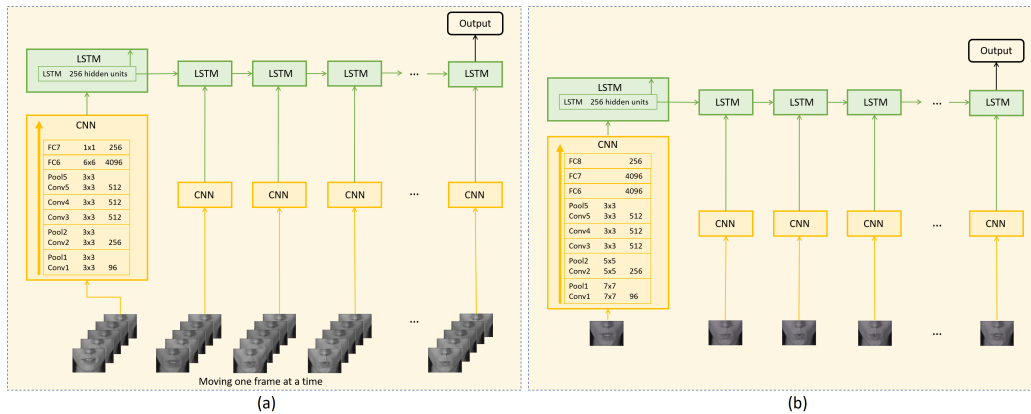 Output
LSTM
LSTM 256 hidden units
LSTM
LSTM
LSTM
...
LSTM
CNN
FC7 1x1 256
FC6 6x6 4096
Pool5 3x3
Conv5 3x3 512
Conv4 3x3 512
Conv3 3x3 512
Pool2 3x3
Conv2 3x3 256
Pool1 3x3
Conv1 3x3 96
CNN
CNN
CNN
...
CNN
...
Moving one frame at a time
(a)
Output
LSTM
LSTM 256 hidden units
LSTM
LSTM
LSTM
...
LSTM
CNN
FC8 256
FC7 4096
FC6 4096
Pool5 3x3
Conv5 3x3 512
Conv4 3x3 512
Conv3 3x3 512
Pool2 5x5
Conv2 5x5 256
Pool1 7x7
Conv1 7x7 96
CNN
CNN
CNN
...
CNN
...
(b)